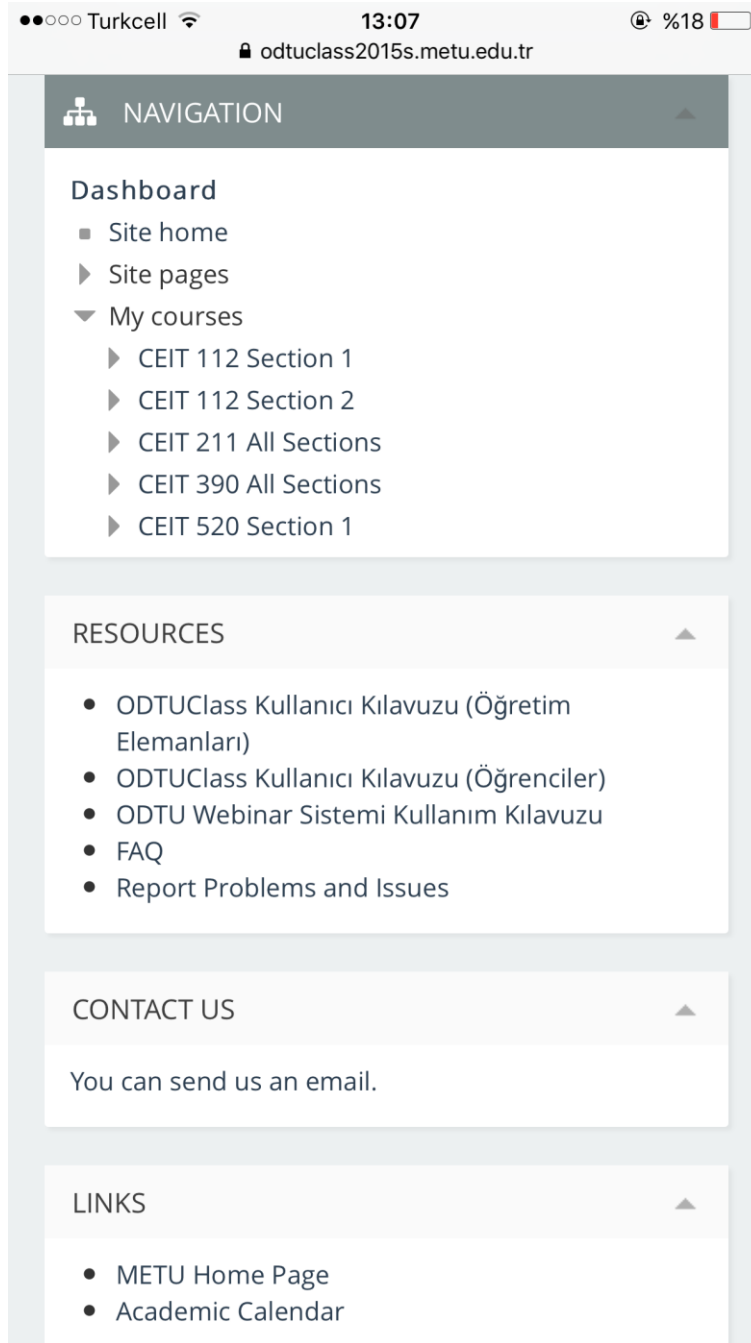 Turkcell 13:07 %18
odtuclass2015s.metu.edu.tr
NAVIGATION
Dashboard
Site home
Site pages
My courses
CEIT 112 Section 1
CEIT 112 Section 2
CEIT 211 All Sections
CEIT 390 All Sections
CEIT 520 Section 1
RESOURCES
ODTUClass Kullanıcı Kılavuzu (Öğretim
Elemanları)
ODTUClass Kullanıcı Kılavuzu (Öğrenciler)
ODTU Webinar Sistemi Kullanım Kılavuzu
FAQ
Report Problems and Issues
CONTACT US
You can send us an email.
LINKS
METU Home Page
Academic Calendar